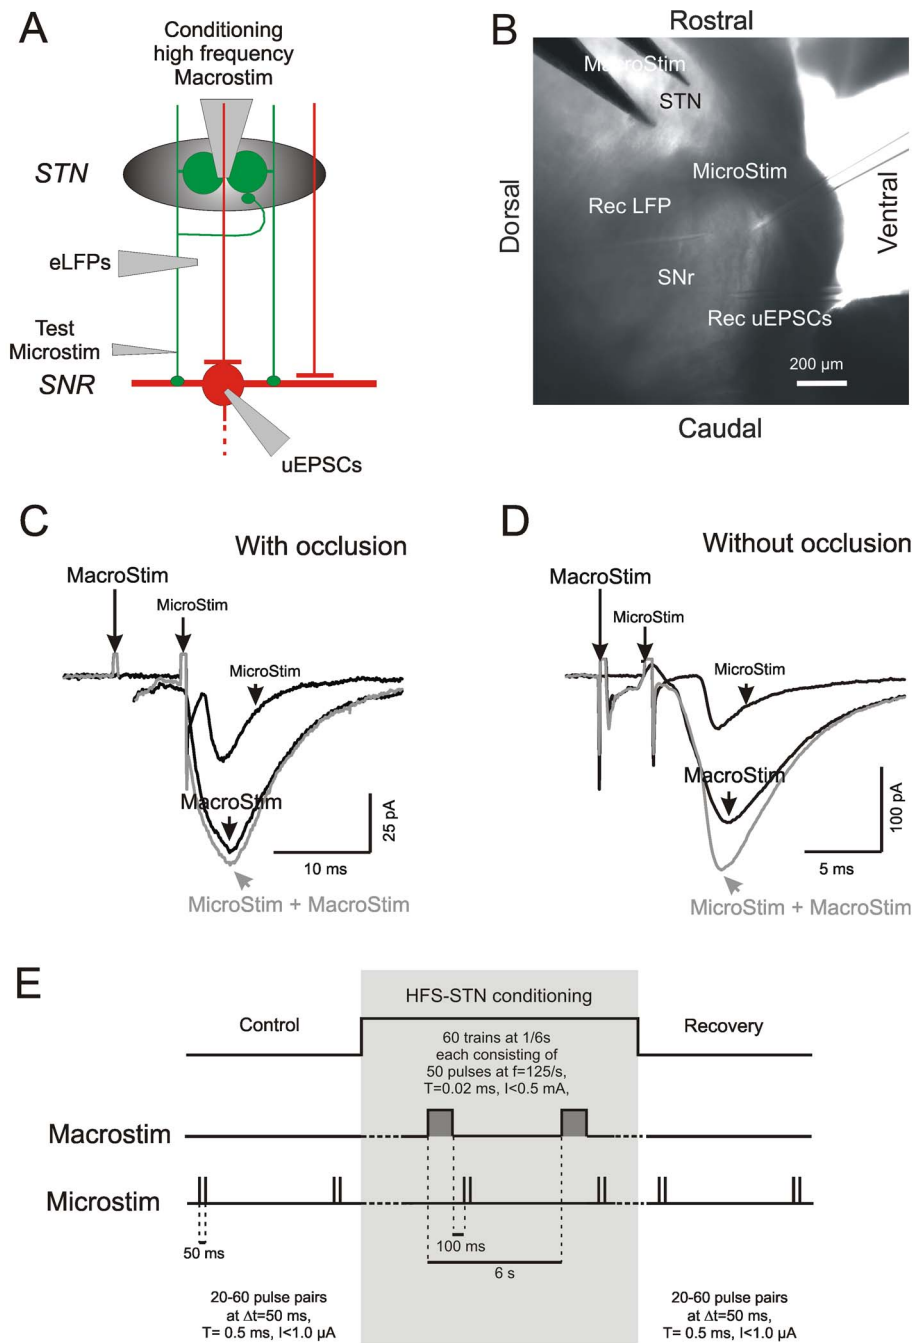 A
Conditioning
high frequency
Macrostim
STN
eLFPs
Test
Microstim
SNR
uEPSCs
B
Rostral
MacroStim
STN
MicroStim
Rec LFP
Dorsal
Ventral
SNr
Rec uEPSCs
200 µm
Caudal
C
With occlusion
MacroStim
MicroStim
MicroStim
MacroStim
25 pA
10 ms
MicroStim + MacroStim
D
Without occlusion
MacroStim
MicroStim
MicroStim
MacroStim
100 pA
5 ms
MicroStim + MacroStim
E
HFS-STN conditioning
Control
Recovery
60 trains at 1/6s
each consisting of
50 pulses at f=125/s,
T=0.02 ms, I<0.5 mA,
Macrostim
Microstim
50 ms
100 ms
6 s
20-60 pulse pairs
at Δt=50 ms,
T= 0.5 ms, I<1.0 µA
20-60 pulse pairs
at Δt=50 ms,
T= 0.5 ms, I<1.0 µA